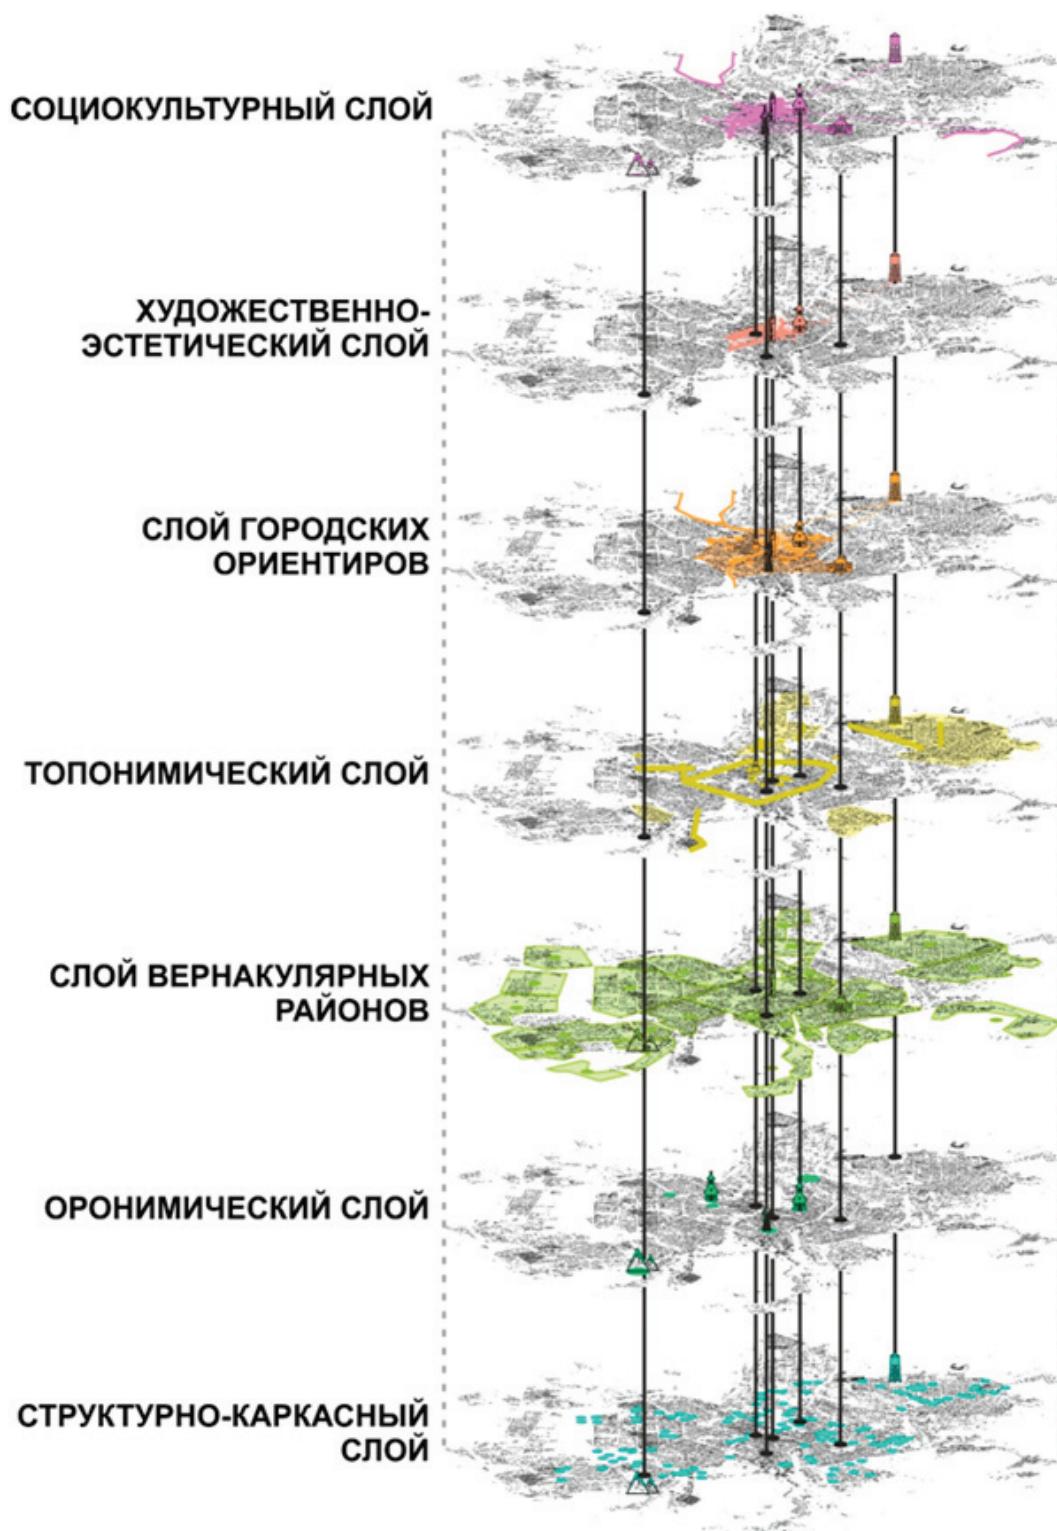 СОЦИОКУЛЬТУРНЫЙ СЛОЙ
ХУДОЖЕСТВЕННО-
ЭСТЕТИЧЕСКИЙ СЛОЙ
СЛОЙ ГОРОДСКИХ
ОРИЕНТИРОВ
ТОПОНИМИЧЕСКИЙ СЛОЙ
СЛОЙ ВЕРНАКУЛЯРНЫХ
РАЙОНОВ
ОРОНИМИЧЕСКИЙ СЛОЙ
СТРУКТУРНО-КАРКАСНЫЙ
СЛОЙ